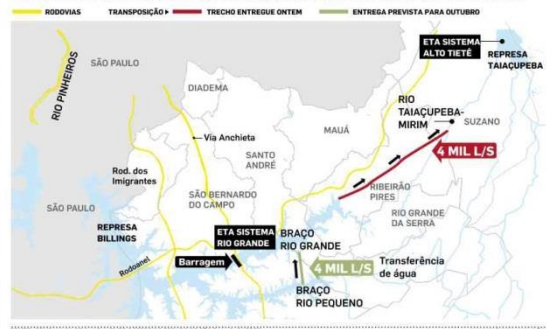 RODOVIAS
TRANSPOSIÇÃO
TRECHO ENTREGUE ONTEM
ENTREGA PREVISTA PARA OUTUBRO
ETA SISTEMA
ALTO TIETÊ
REPRESA
TAIAÇUPEBA
SÃO PAULO
RIO PINHEIROS
DIADEMA
RIO
TAIAÇUPEBA-
MIRIM
SUZANO
MAUÁ
Via Anchieta
4 MIL L/S
SANTO
ANDRÉ
Rod. dos
Imigrantes
RIBEIRÃO
PIRES
SÃO BERNARDO
DO CAMPO
SÃO PAULO
RIO GRANDE
DA SERRA
REPRESA
BILLINGS
ETA SISTEMA
RIO GRANDE
BRAÇO
RIO GRANDE
Barragem
Rodoanel
4 MIL L/S
Transferência
de água
BRAÇO
RIO PEQUENO